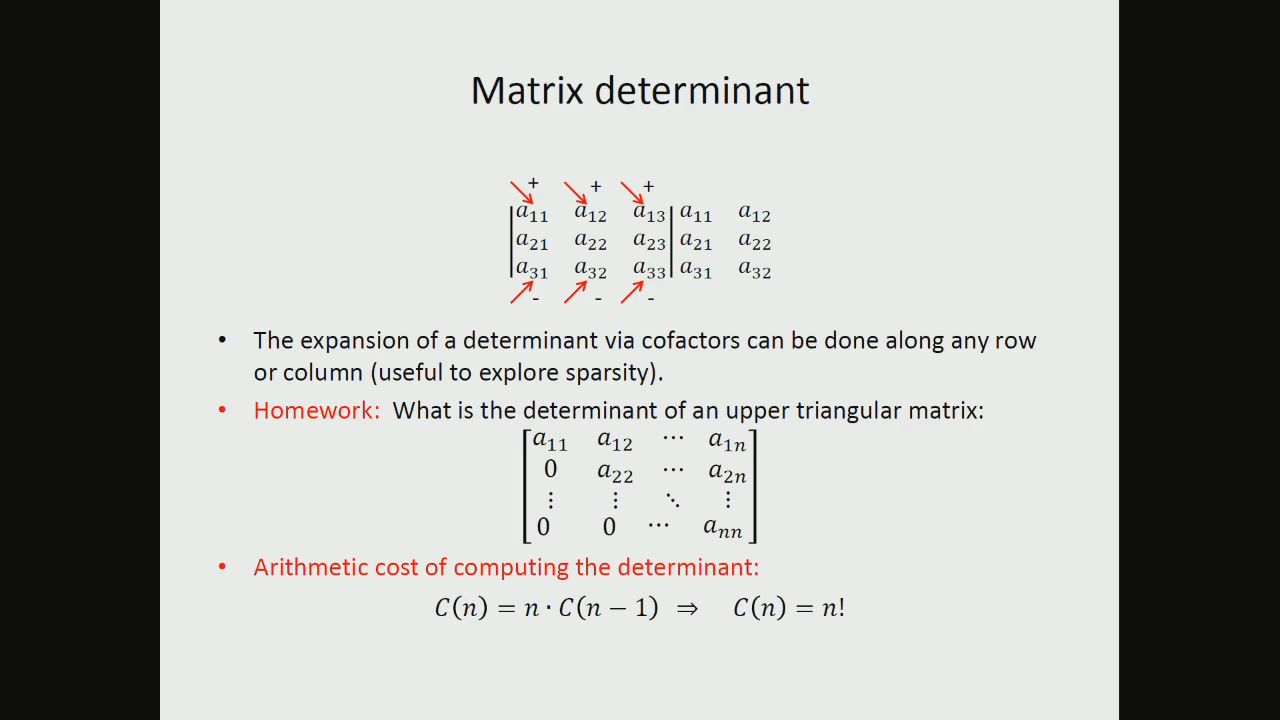 Matrix determinant
+ + +
a₁₁ a₁₂ a₁₃ a₁₁ a₁₂
a₂₁ a₂₂ a₂₃ a₂₁ a₂₂
a₃₁ a₃₂ a₃₃ a₃₁ a₃₂
- - -
• The expansion of a determinant via cofactors can be done along any row
or column (useful to explore sparsity).
• Homework: What is the determinant of an upper triangular matrix:
a₁₁ a₁₂ ⋯ a₁ₙ
0 a₂₂ ⋯ a₂ₙ
⋮ ⋮ ⋱ ⋮
0 0 ⋯ aₙₙ
• Arithmetic cost of computing the determinant:
C(n) = n · C(n − 1) ⇒ C(n) = n!